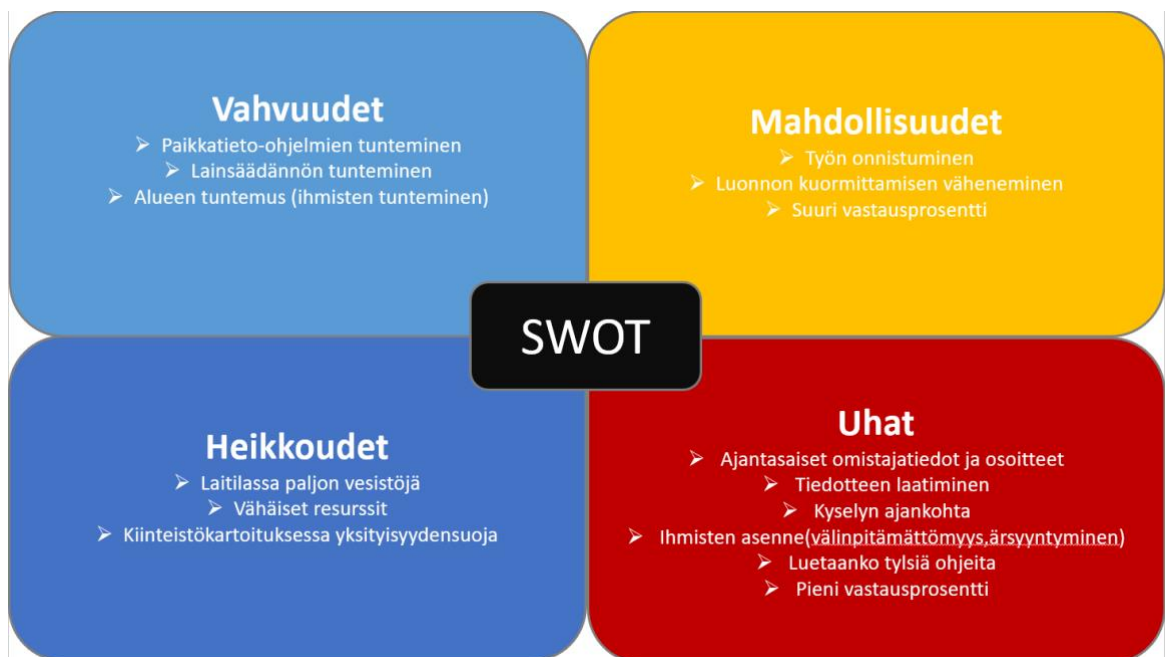 Vahvuudet
➢ Paikkatieto-ohjelmien tunteminen
➢ Lainsäädännön tunteminen
➢ Alueen tuntemus (ihmisten tunteminen)
Mahdollisuudet
➢ Työn onnistuminen
➢ Luonnon kuormittamisen väheneminen
➢ Suuri vastausprosentti
SWOT
Heikkoudet
➢ Laitilassa paljon vesistöjä
➢ Vähäiset resurssit
➢ Kiinteistökartoituksessa yksityisyydensuoja
Uhat
➢ Ajantasaiset omistajatiedot ja osoitteet
➢ Tiedotteen laatiminen
➢ Kyselyn ajankohta
➢ Ihmisten asenne(välinpitämättömyys,ärsyyntyminen)
➢ Luetaanko tylsiä ohjeita
➢ Pieni vastausprosentti